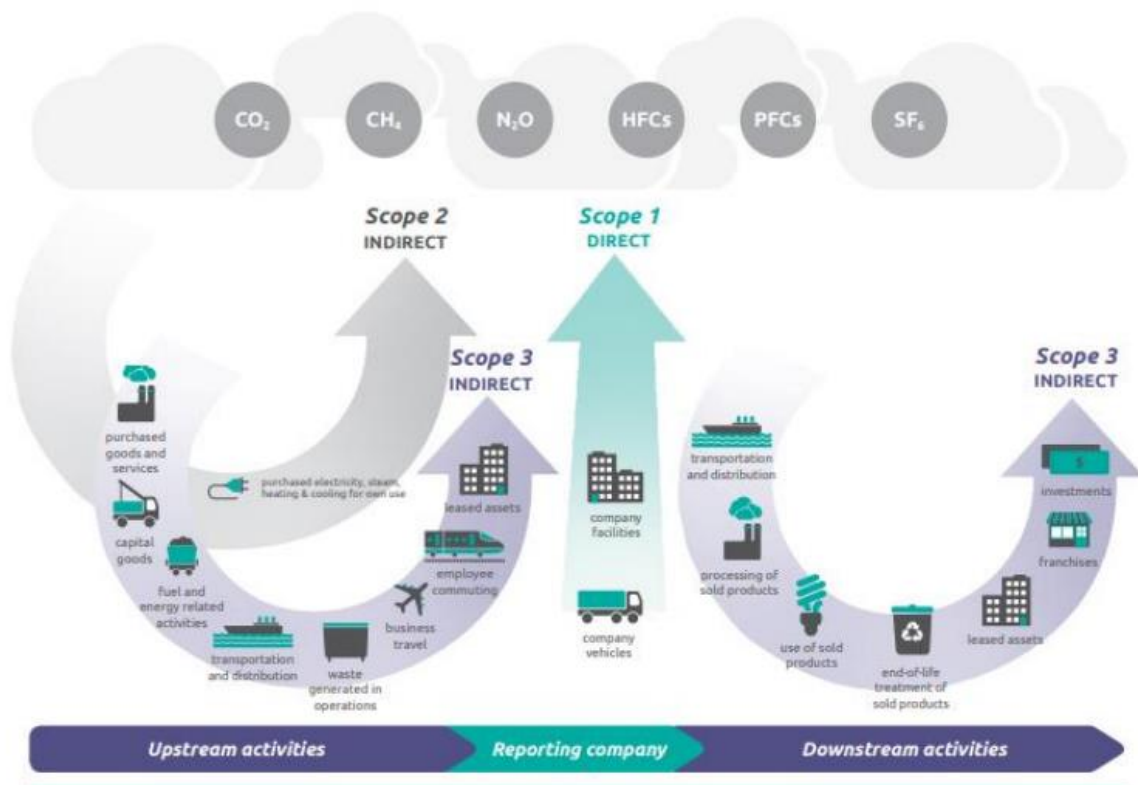 CO₂
CH₄
N₂O
HFCs
PFCs
SF₆
Scope 2
INDIRECT
Scope 1
DIRECT
Scope 3
INDIRECT
Scope 3
INDIRECT
purchased
goods and
services
capital
goods
fuel and
energy related
activities
transportation
and distribution
waste
generated in
operations
business
travel
employee
commuting
leased assets
purchased electricity, steam,
heating & cooling for own use
company
facilities
company
vehicles
transportation
and distribution
processing of
sold products
use of sold
products
end-of-life
treatment of
sold products
leased assets
franchises
investments
$
Upstream activities
Reporting company
Downstream activities